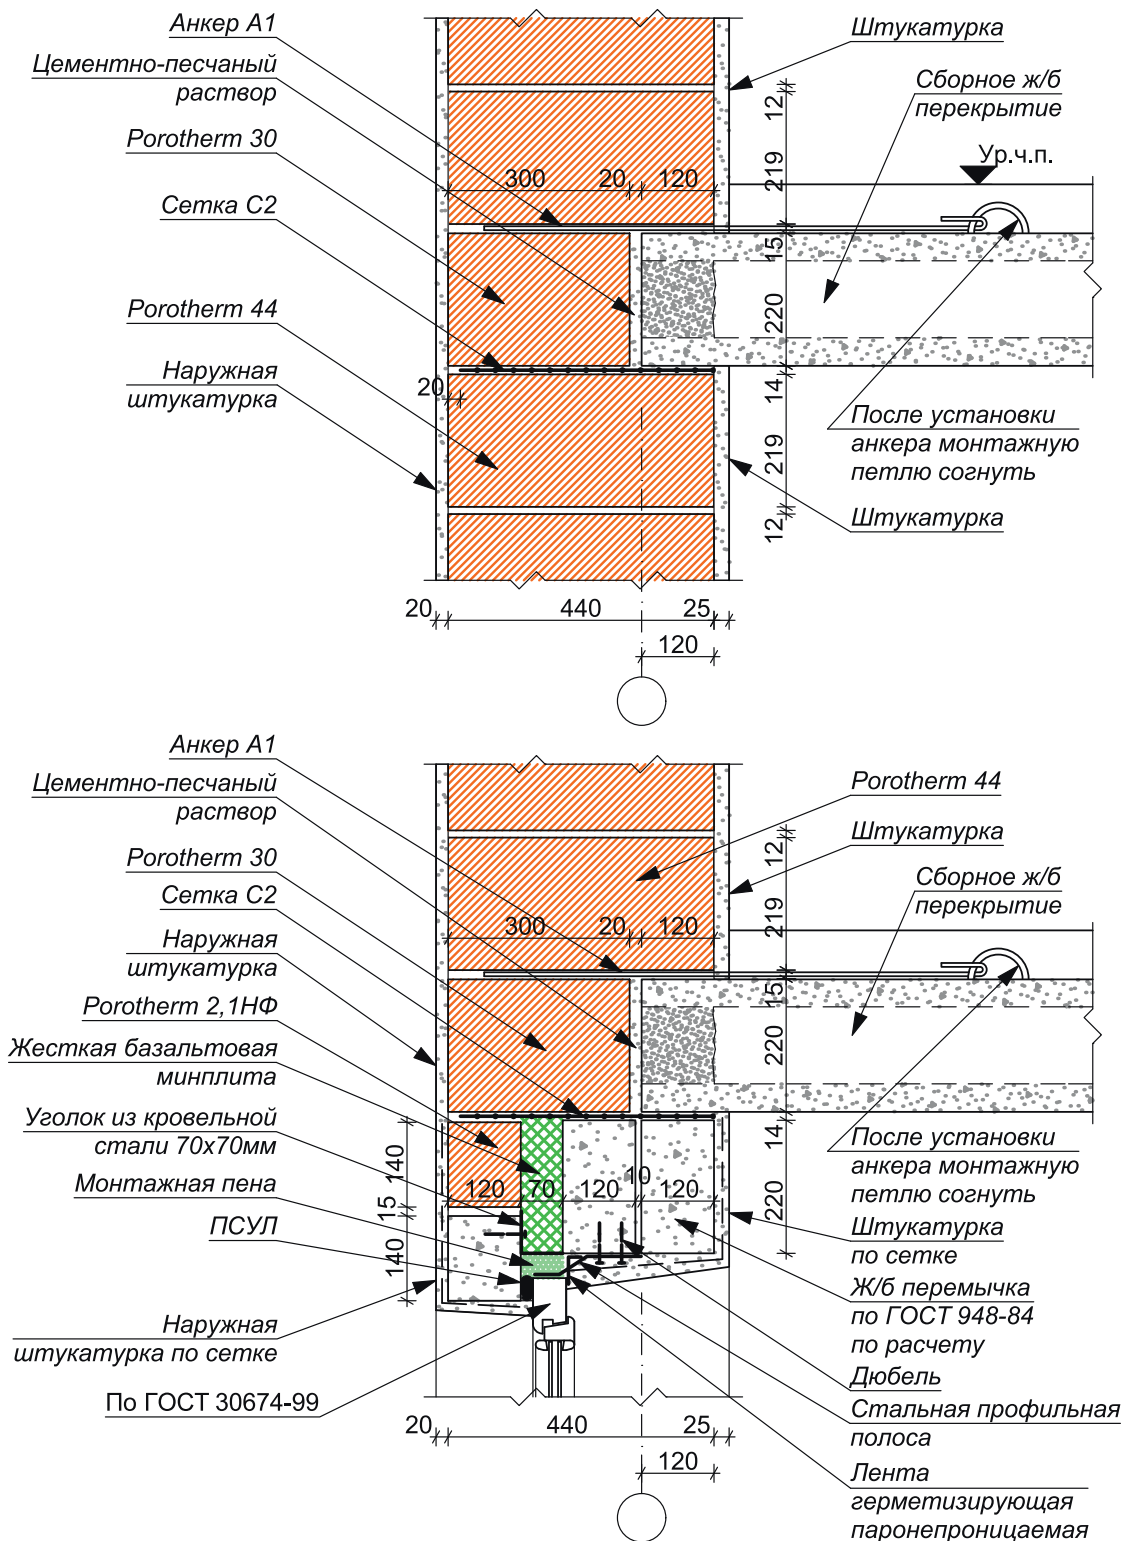 Анкер А1
Цементно-песчаный
раствор
Porotherm 30
Сетка С2
Porotherm 44
Наружная
штукатурка
Штукатурка
Сборное ж/б
перекрытие
Ур.ч.п.
После установки
анкера монтажную
петлю согнуть
Штукатурка
300
20
120
12
219
15
220
14
219
12
20
20
440
25
120
Анкер А1
Цементно-песчаный
раствор
Porotherm 30
Сетка С2
Наружная
штукатурка
Porotherm 2,1НФ
Жесткая базальтовая
минплита
Уголок из кровельной
стали 70х70мм
Монтажная пена
ПСУЛ
Наружная
штукатурка по сетке
По ГОСТ 30674-99
Porotherm 44
Штукатурка
Сборное ж/б
перекрытие
После установки
анкера монтажную
петлю согнуть
Штукатурка
по сетке
Ж/б перемычка
по ГОСТ 948-84
по расчету
Дюбель
Стальная профильная
полоса
Лента
герметизирующая
паронепроницаемая
300
20
120
12
219
15
220
14
220
140
15
140
120
70
120
10
120
20
440
25
120